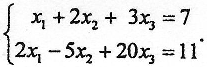 x₁ + 2x₂ + 3x₃ = 7
2x₁ − 5x₂ + 20x₃ = 11.